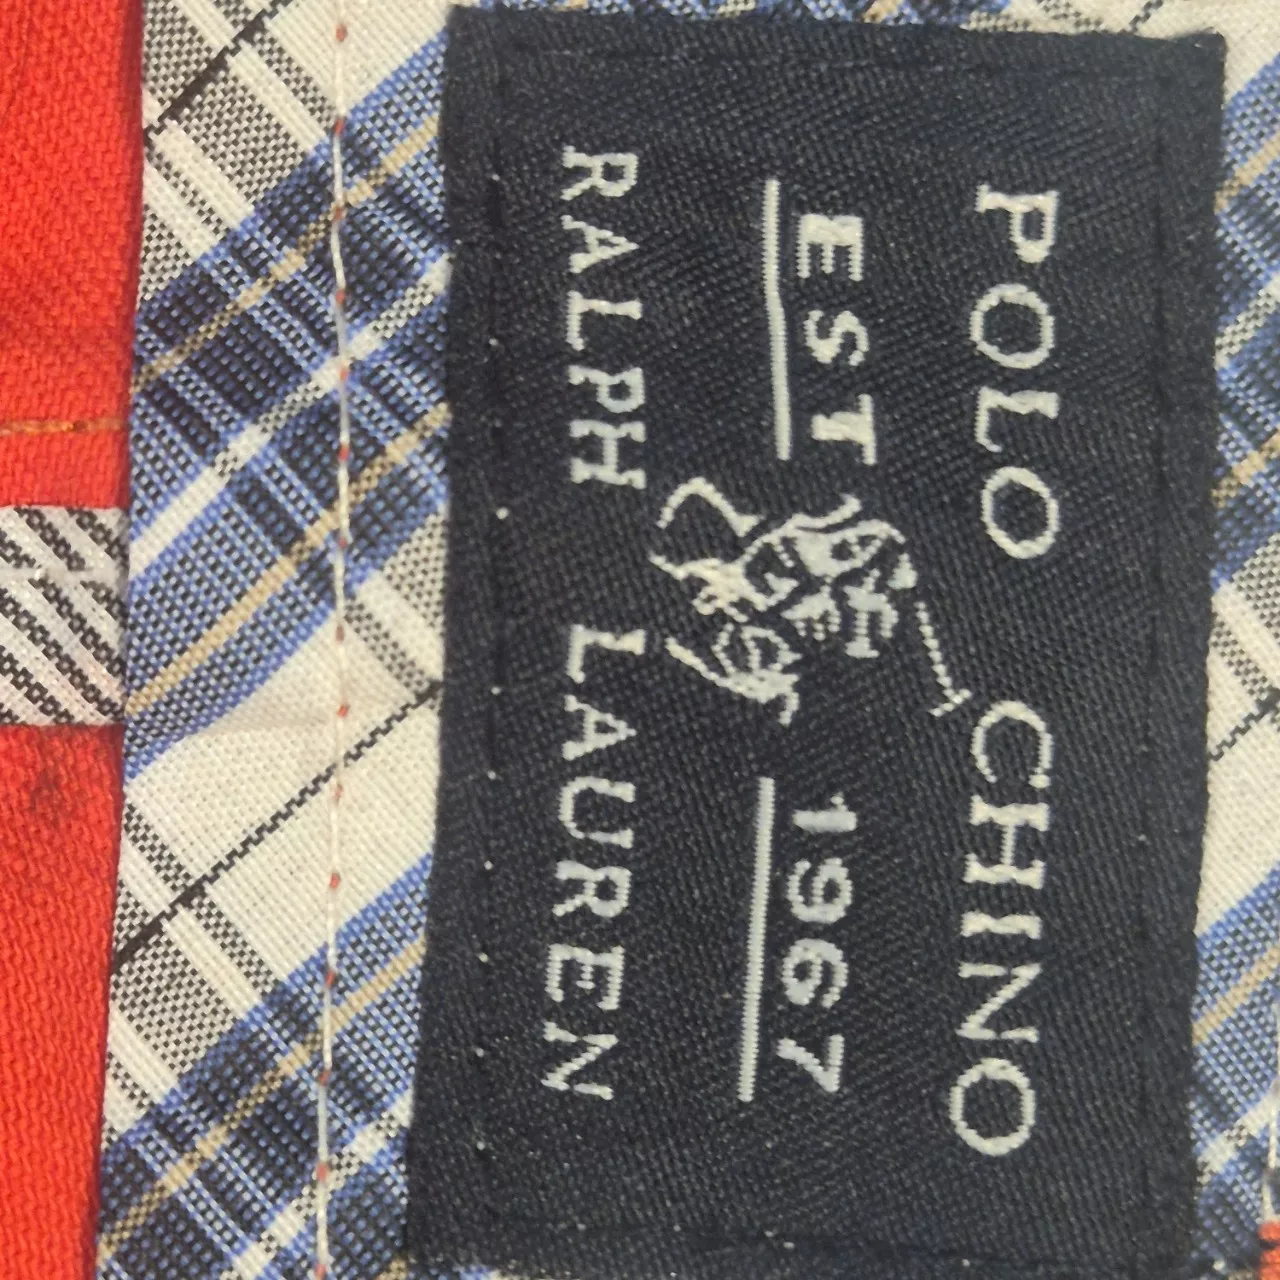 POLO CHINO
EST 1967
RALPH LAUREN